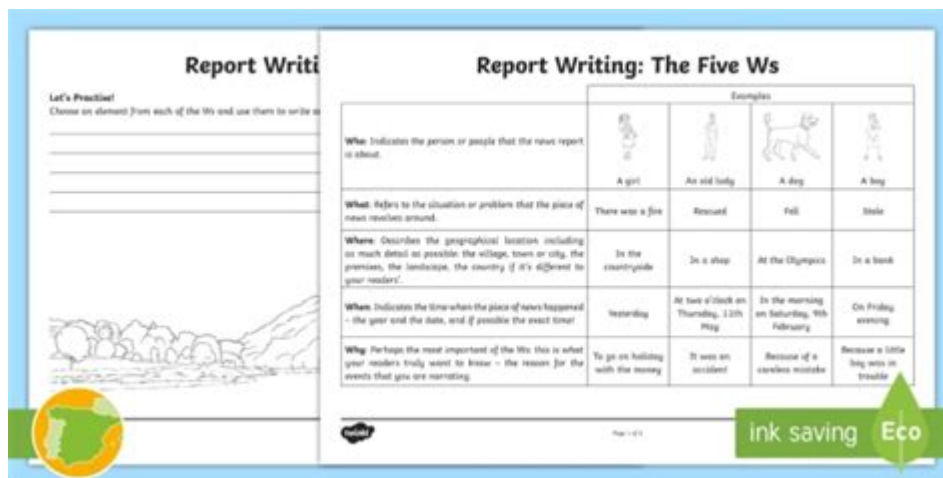 Report Writi
Let's Practise!
Choose an element from each of the Ws and use them to write
Report Writing: The Five Ws
Examples
Who: Indicates the person or people that the news report
is about.
A girl
An old lady
A dog
A boy
What: Refers to the situation or problem that the piece of
news revolves around.
There was a fire
Rescued
Fell
Stole
Where: Describes the geographical location including
as much detail as possible: the village, town or city, the
premises, the landscape, the country if it's different to
your readers'.
In the
countryside
In a shop
At the Olympics
In a bank
When: Indicates the time when the piece of news happened
– the year and the date, and if possible the exact time!
Yesterday
At two o'clock on
Thursday, 11th
May
In the morning
on Saturday, 9th
February
On Friday
evening
Why: Perhaps the most important of the Ws: this is what
your readers truly want to know – the reason for the
events that you are narrating.
To go on holiday
with the money
It was an
accident
Because of a
careless mistake
Because a little
boy was in
trouble
twinkl
ink saving
Eco